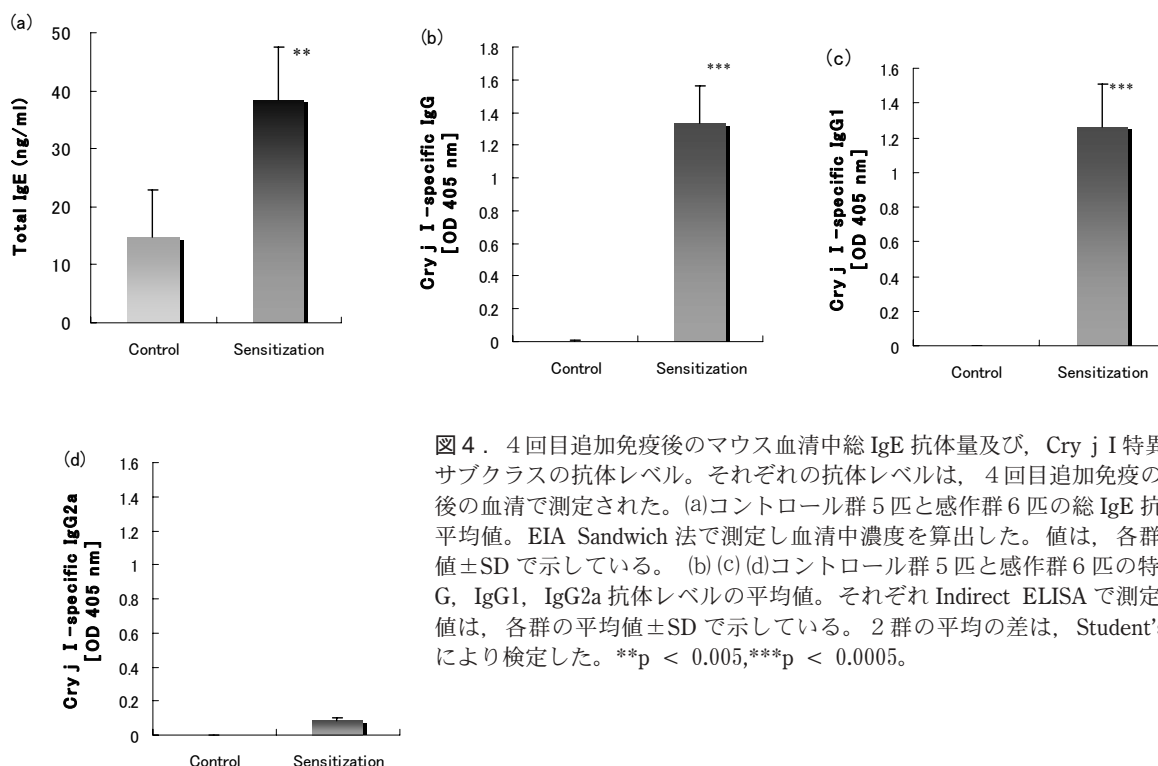 (a)
50
40
30
20
10
0
Total IgE (ng/ml)
**
Control Sensitization
(b)
1.8
1.6
1.4
1.2
1
0.8
0.6
0.4
0.2
0
Cry j I-specific IgG
[OD 405 nm]
***
Control Sensitization
(c)
1.6
1.4
1.2
1
0.8
0.6
0.4
0.2
0
Cry j I-specific IgG1
[OD 405 nm]
***
Control Sensitization
(d)
1.6
1.4
1.2
1
0.8
0.6
0.4
0.2
0
Cry j I-specific IgG2a
[OD 405 nm]
Control Sensitization
図4．4回目追加免疫後のマウス血清中総 IgE 抗体量及び，Cry j I 特異
サブクラスの抗体レベル。それぞれの抗体レベルは，4回目追加免疫の
後の血清で測定された。(a)コントロール群5匹と感作群6匹の総 IgE 抗
平均値。EIA Sandwich 法で測定し血清中濃度を算出した。値は，各群
値±SD で示している。 (b)(c)(d)コントロール群5匹と感作群6匹の特
G，IgG1，IgG2a 抗体レベルの平均値。それぞれ Indirect ELISA で測定
値は，各群の平均値±SD で示している。2群の平均の差は，Student's
により検定した。**p < 0.005,***p < 0.0005。